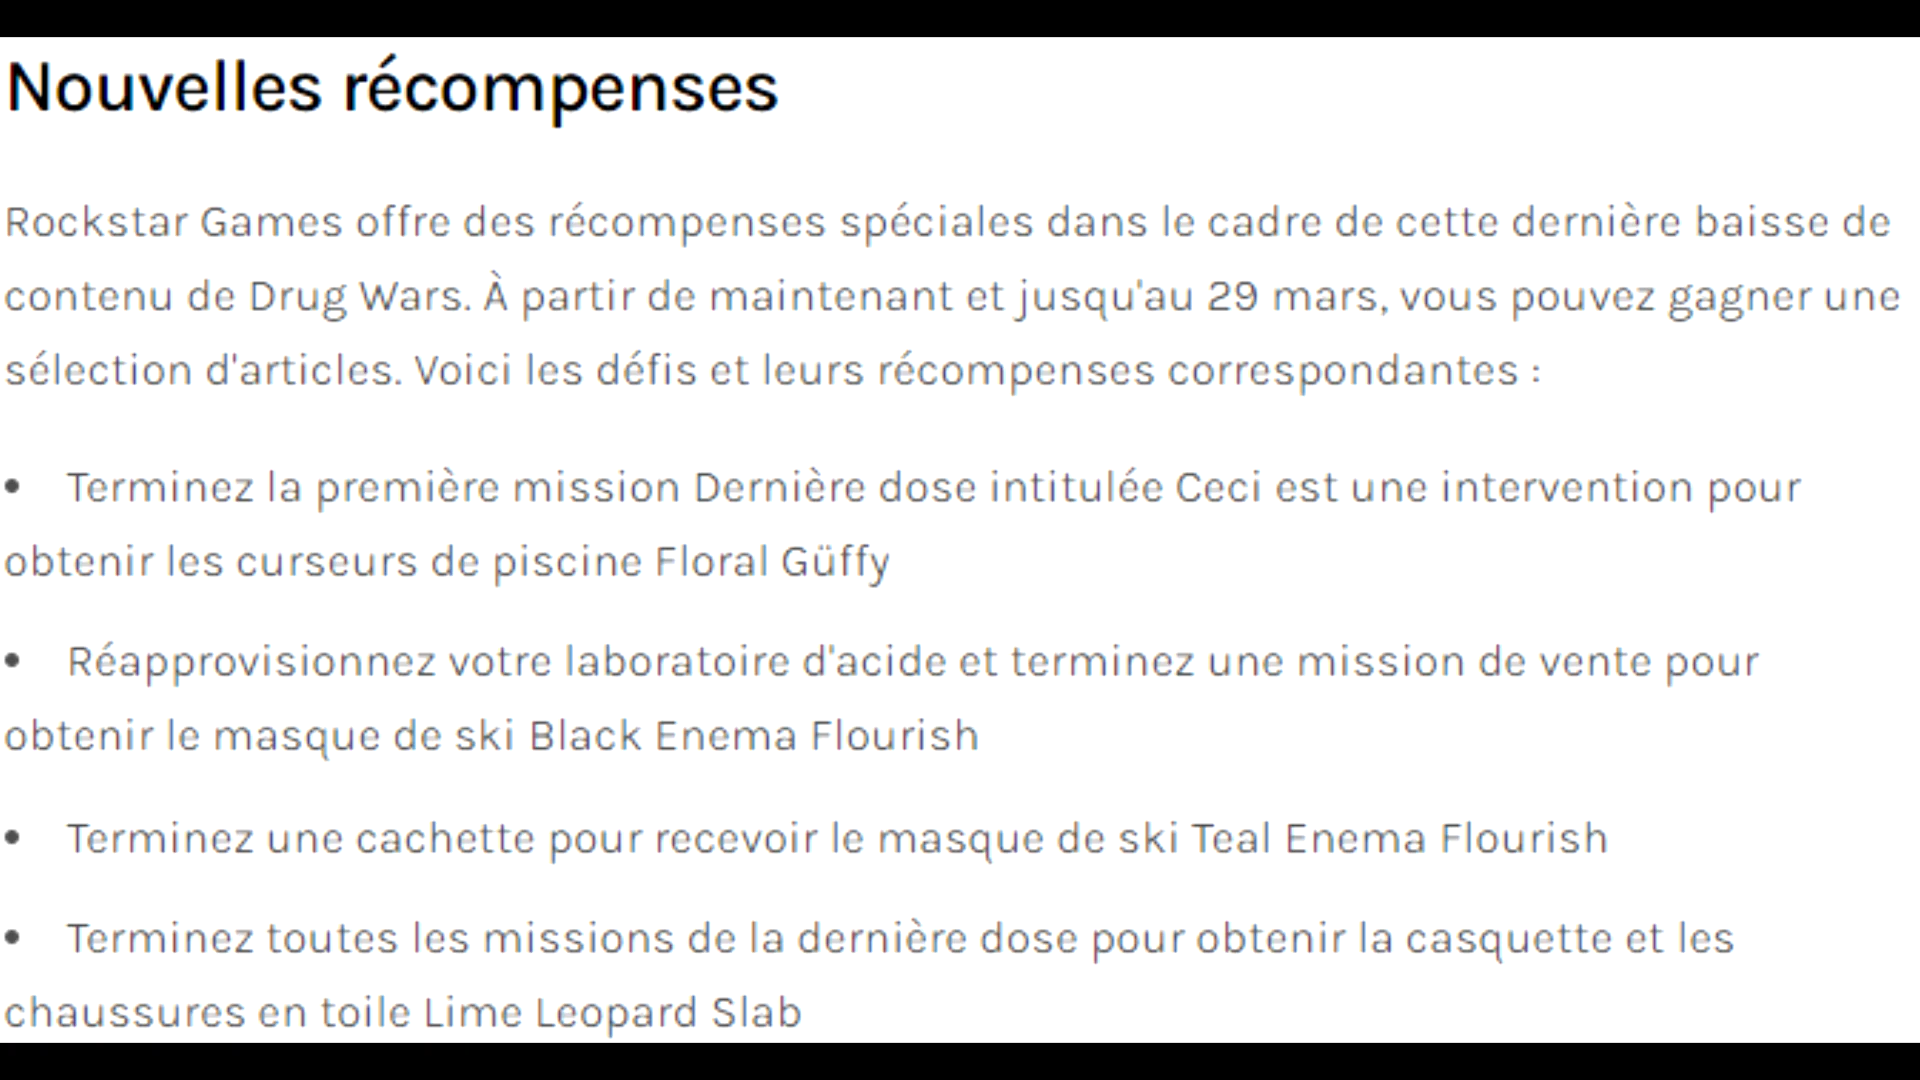 Nouvelles récompenses
Rockstar Games offre des récompenses spéciales dans le cadre de cette dernière baisse de
contenu de Drug Wars. À partir de maintenant et jusqu'au 29 mars, vous pouvez gagner une
sélection d'articles. Voici les défis et leurs récompenses correspondantes :
• Terminez la première mission Dernière dose intitulée Ceci est une intervention pour
obtenir les curseurs de piscine Floral Güffy
• Réapprovisionnez votre laboratoire d'acide et terminez une mission de vente pour
obtenir le masque de ski Black Enema Flourish
• Terminez une cachette pour recevoir le masque de ski Teal Enema Flourish
• Terminez toutes les missions de la dernière dose pour obtenir la casquette et les
chaussures en toile Lime Leopard Slab